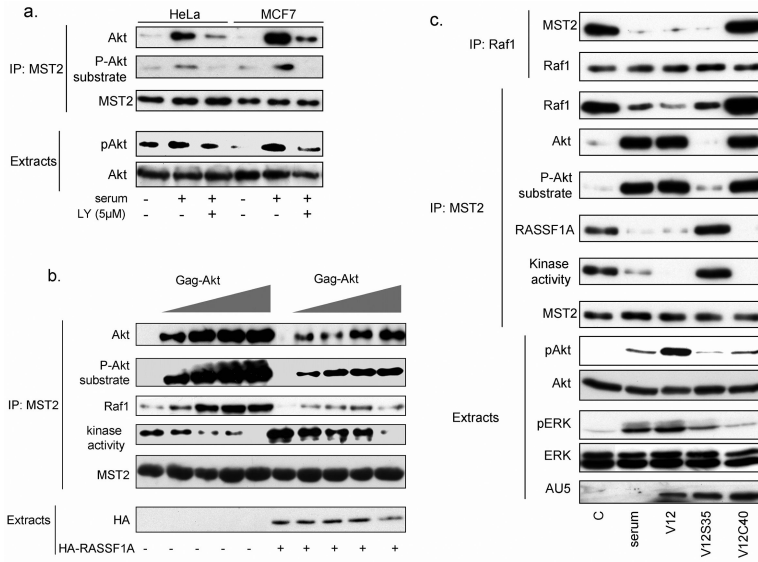 a.
HeLa MCF7
IP: MST2
Akt
P-Akt substrate
MST2
Extracts
pAkt
Akt
serum - + + - + +
LY (5µM) - - + - - +
b.
Gag-Akt Gag-Akt
IP: MST2
Akt
P-Akt substrate
Raf1
kinase activity
MST2
Extracts
HA
HA-RASSF1A - - - - - + + + + +
c.
IP: Raf1
MST2
Raf1
IP: MST2
Raf1
Akt
P-Akt substrate
RASSF1A
Kinase activity
MST2
Extracts
pAkt
Akt
pERK
ERK
AU5
C serum V12 V12S35 V12C40